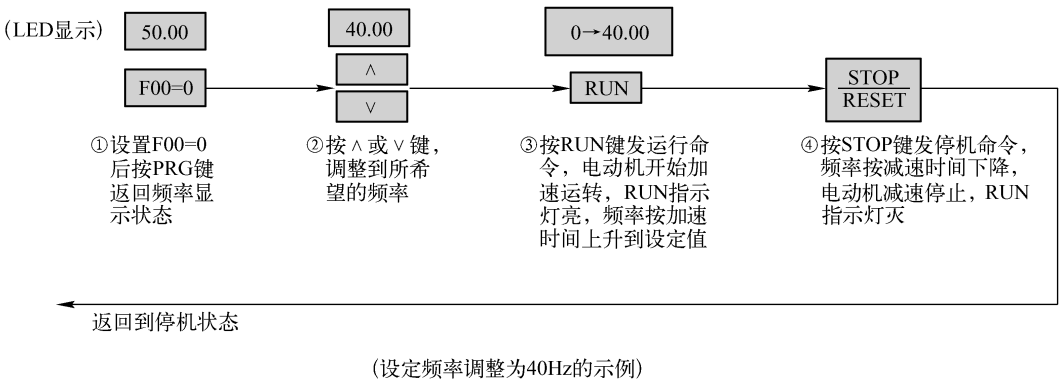 (LED显示)
50.00
40.00
0→40.00
F00=0
∧
∨
RUN
STOP
RESET
①设置F00=0
后按PRG键
返回频率显
示状态
②按∧或∨键，
调整到所希
望的频率
③按RUN键发运行命
令，电动机开始加
速运转，RUN指示
灯亮，频率按加速
时间上升到设定值
④按STOP键发停机命令，
频率按减速时间下降，
电动机减速停止，RUN
指示灯灭
返回到停机状态
(设定频率调整为40Hz的示例)